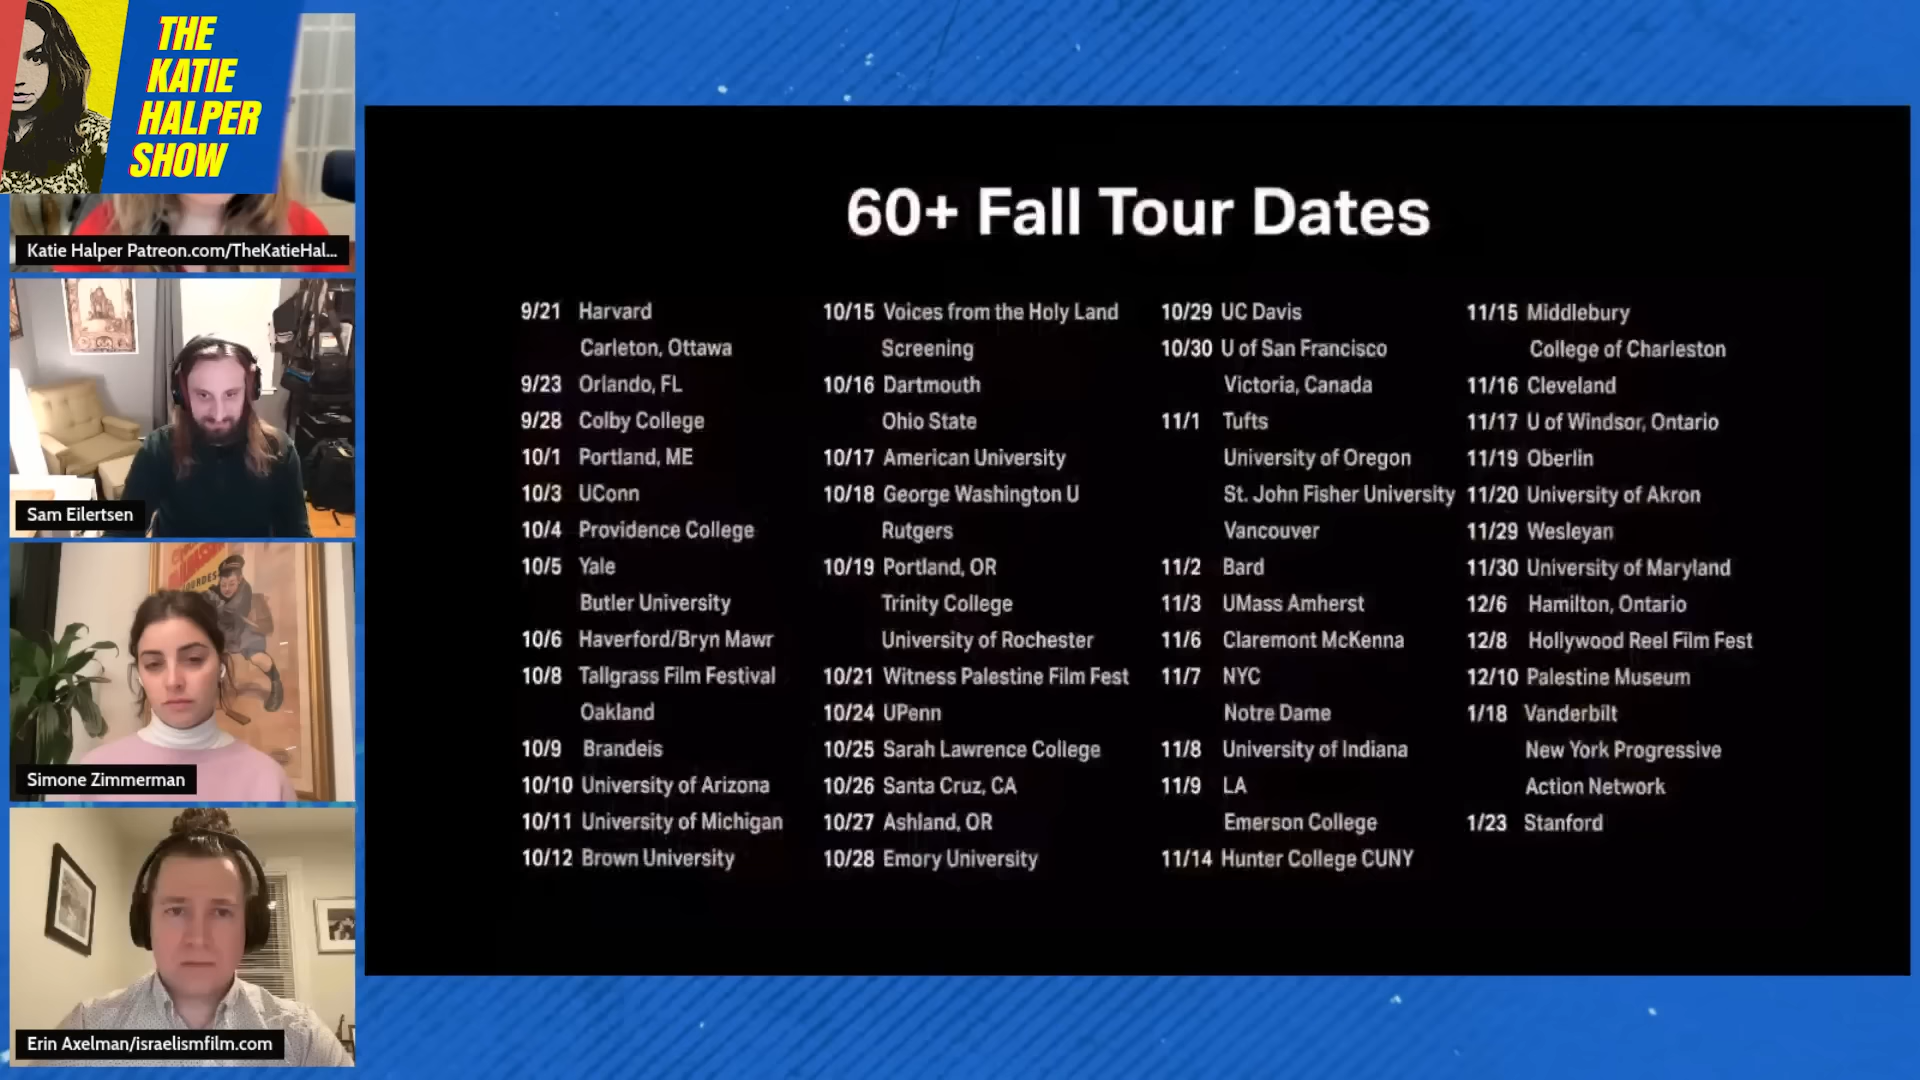 THE
KATIE
HALPER
SHOW
Katie Halper Patreon.com/TheKatieHal...
Sam Eilertsen
Simone Zimmerman
Erin Axelman/israelismfilm.com
60+ Fall Tour Dates
9/21 Harvard
Carleton, Ottawa
9/23 Orlando, FL
9/28 Colby College
10/1 Portland, ME
10/3 UConn
10/4 Providence College
10/5 Yale
Butler University
10/6 Haverford/Bryn Mawr
10/8 Tallgrass Film Festival
Oakland
10/9 Brandeis
10/10 University of Arizona
10/11 University of Michigan
10/12 Brown University
10/15 Voices from the Holy Land
Screening
10/16 Dartmouth
Ohio State
10/17 American University
10/18 George Washington U
Rutgers
10/19 Portland, OR
Trinity College
University of Rochester
10/21 Witness Palestine Film Fest
10/24 UPenn
10/25 Sarah Lawrence College
10/26 Santa Cruz, CA
10/27 Ashland, OR
10/28 Emory University
10/29 UC Davis
10/30 U of San Francisco
Victoria, Canada
11/1 Tufts
University of Oregon
St. John Fisher University
Vancouver
11/2 Bard
11/3 UMass Amherst
11/6 Claremont McKenna
11/7 NYC
Notre Dame
11/8 University of Indiana
11/9 LA
Emerson College
11/14 Hunter College CUNY
11/15 Middlebury
College of Charleston
11/16 Cleveland
11/17 U of Windsor, Ontario
11/19 Oberlin
11/20 University of Akron
11/29 Wesleyan
11/30 University of Maryland
12/6 Hamilton, Ontario
12/8 Hollywood Reel Film Fest
12/10 Palestine Museum
1/18 Vanderbilt
New York Progressive
Action Network
1/23 Stanford